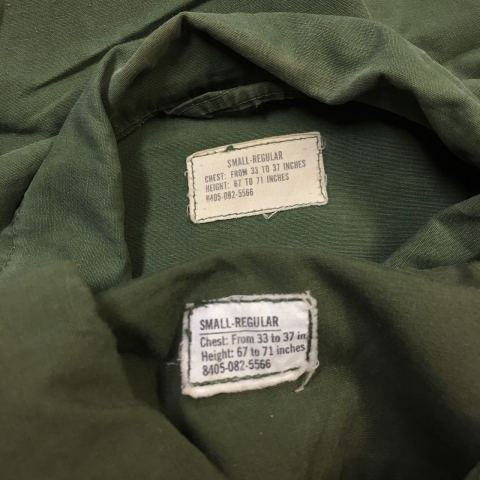 SMALL-REGULAR
CHEST: FROM 33 TO 37 INCHES
HEIGHT: 67 TO 71 INCHES
8405-082-5566
SMALL-REGULAR
Chest: From 33 to 37 in
Height: 67 to 71 inches
8405-082-5566